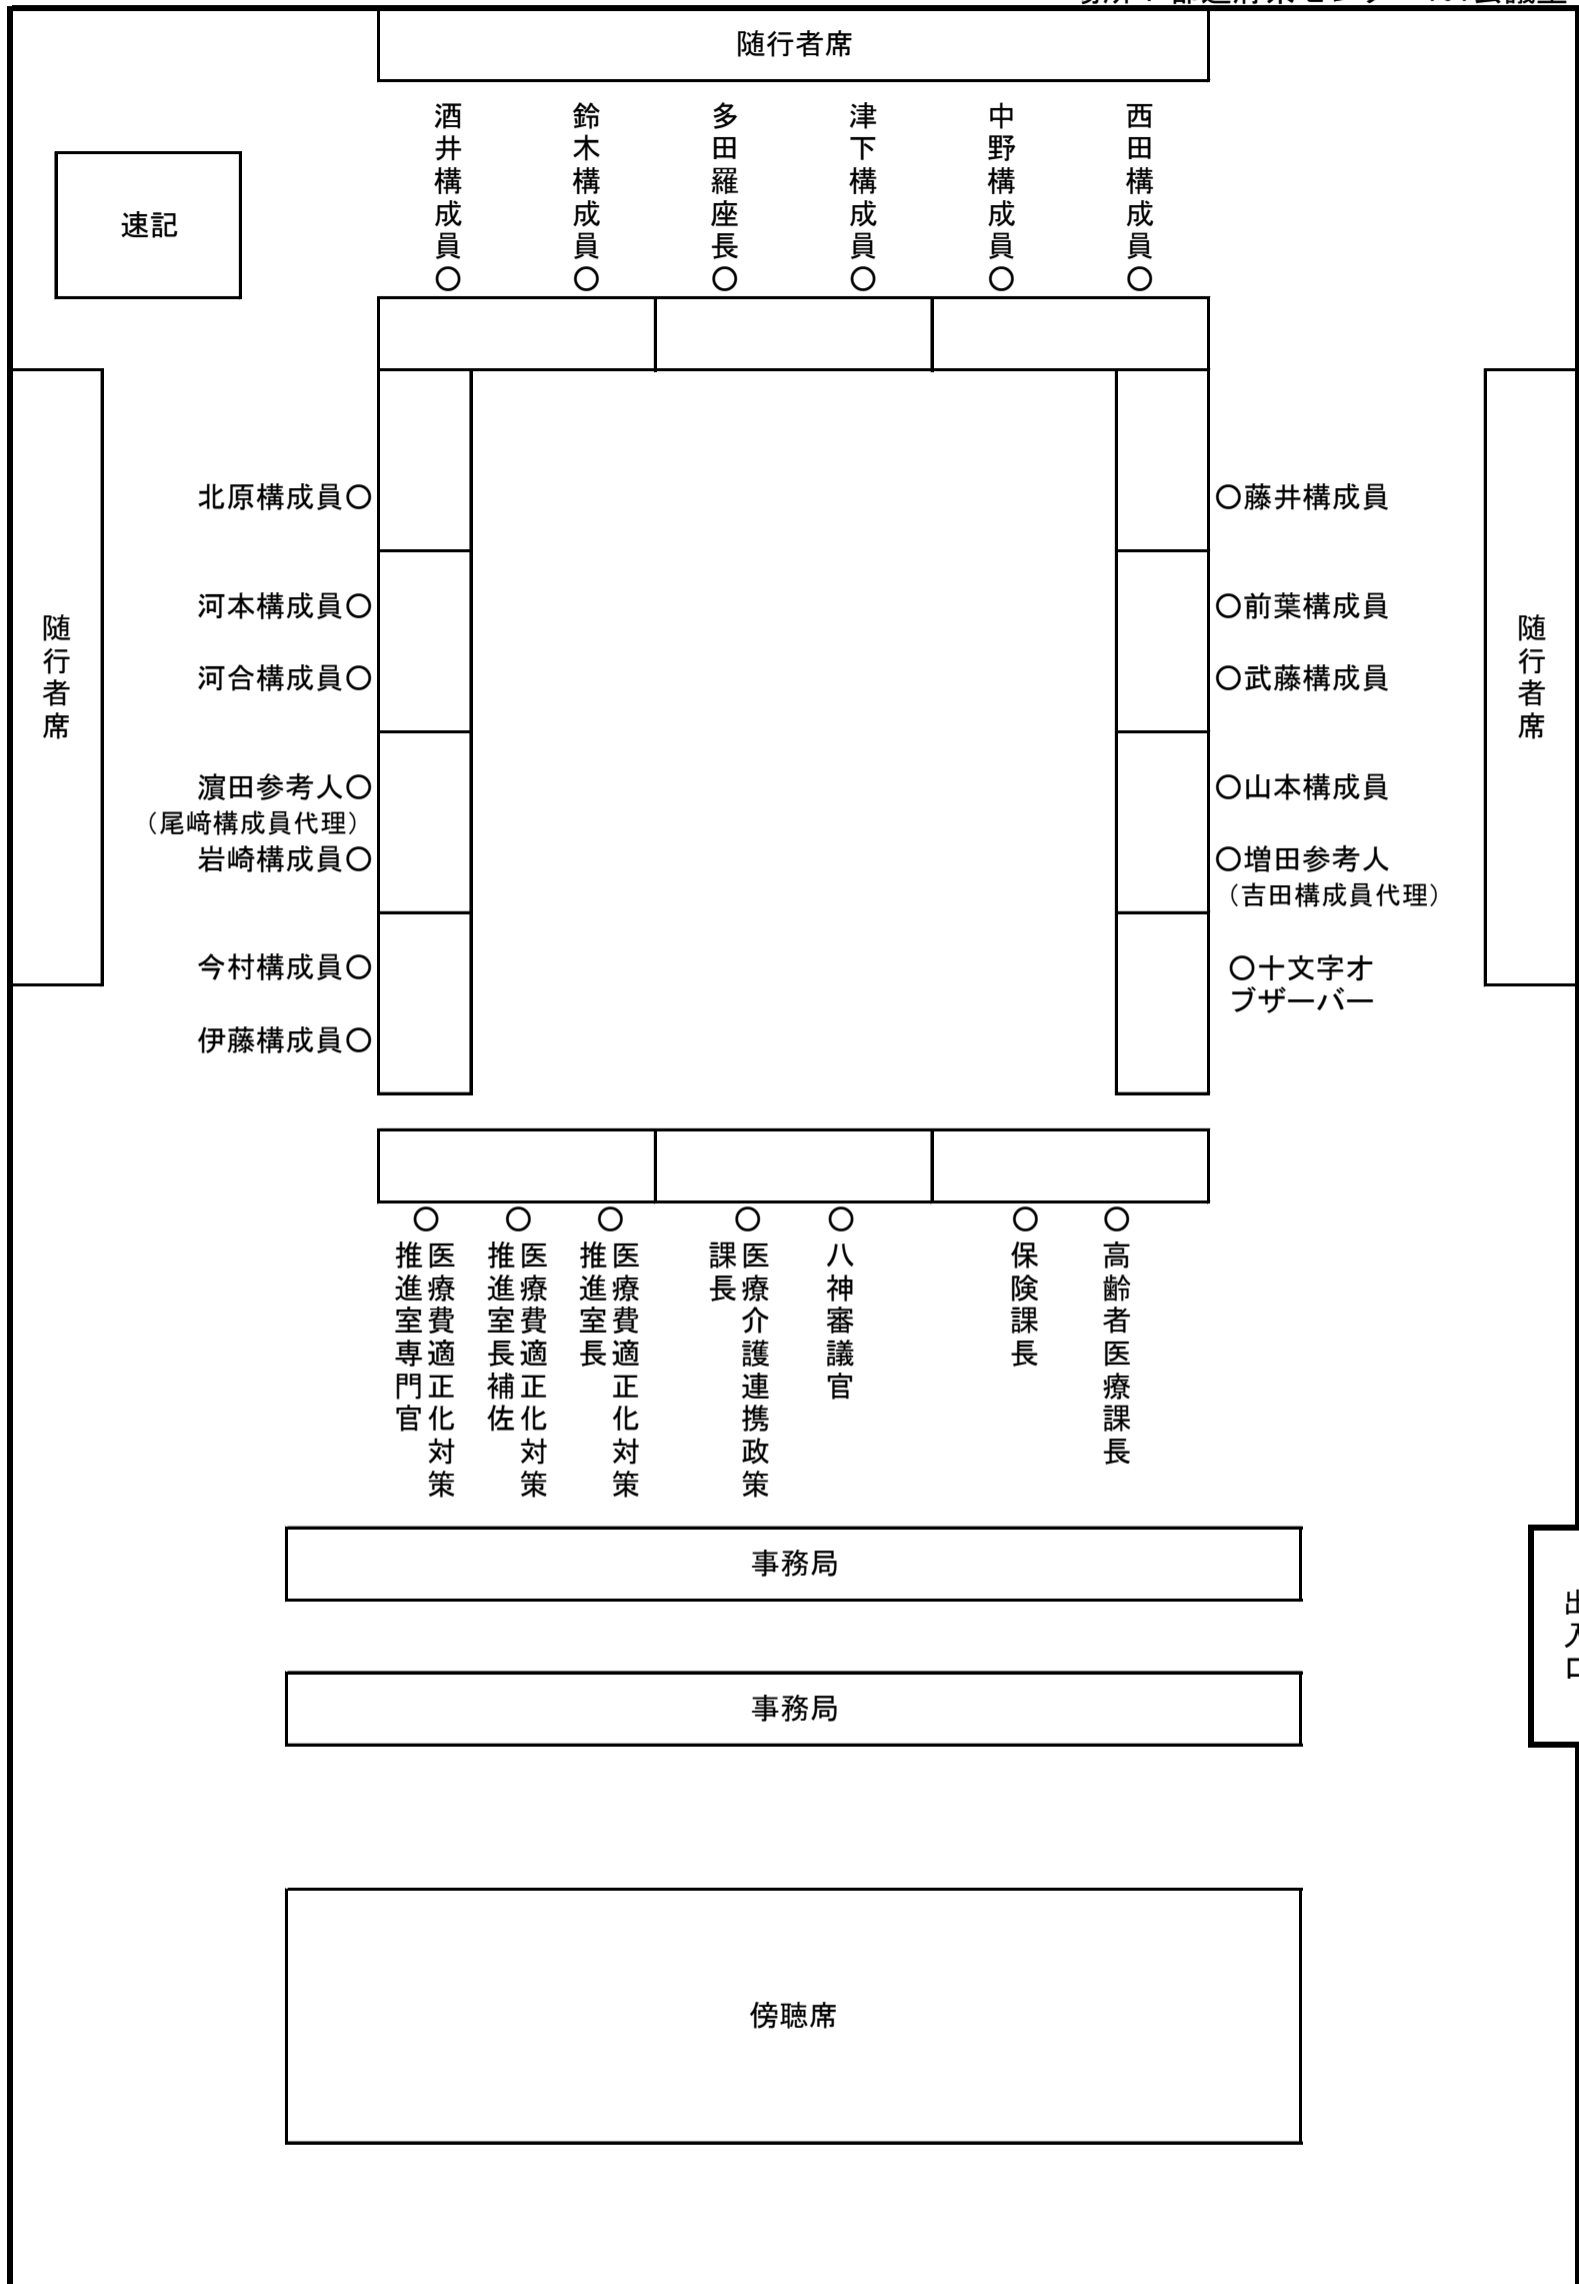 随行者席
酒井構成員○
鈴木構成員○
多田羅座長○
津下構成員○
中野構成員○
西田構成員○
速記
随行者席
北原構成員○
河本構成員○
河合構成員○
濵田参考人○
（尾﨑構成員代理）
岩崎構成員○
今村構成員○
伊藤構成員○
○藤井構成員
○前葉構成員
○武藤構成員
○山本構成員
○増田参考人
（吉田構成員代理）
○十文字オ
ブザーバー
随行者席
○医療費適正化対策
推進室専門官
○医療費適正化対策
推進室長補佐
○医療費適正化対策
推進室長
○医療介護連携政策
課長
○八神審議官
○保険課長
○高齢者医療課長
事務局
出入口
事務局
傍聴席